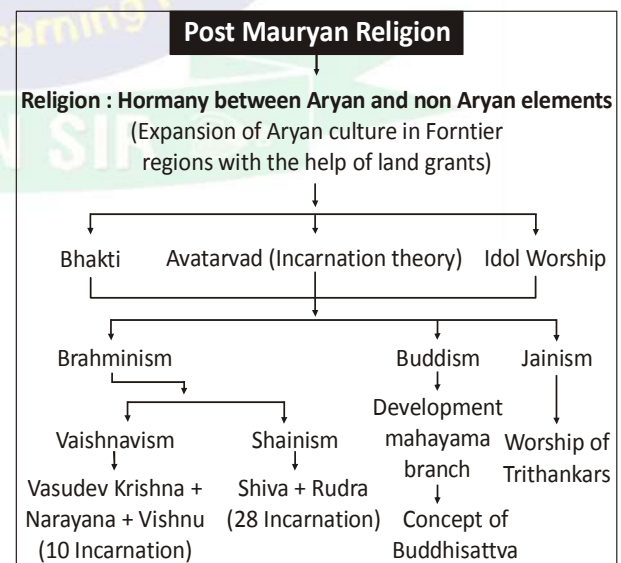 earning
N SIR
Post Mauryan Religion
Religion : Hormany between Aryan and non Aryan elements
(Expansion of Aryan culture in Forntier
regions with the help of land grants)
Bhakti
Avatarvad (Incarnation theory)
Idol Worship
Brahminism
Buddism
Jainism
Vaishnavism
Shainism
Development
mahayama
branch
Worship of
Trithankars
Vasudev Krishna +
Narayana + Vishnu
(10 Incarnation)
Shiva + Rudra
(28 Incarnation)
Concept of
Buddhisattva